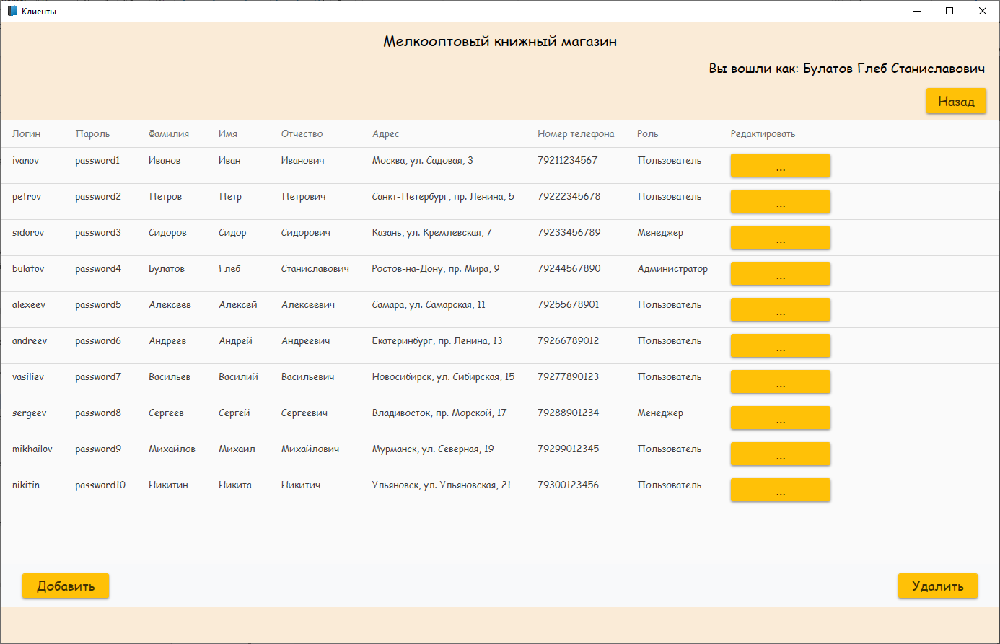 Клиенты
Мелкооптовый книжный магазин
Вы вошли как: Булатов Глеб Станиславович
Назад
Логин Пароль Фамилия Имя Отчество Адрес Номер телефона Роль Редактировать
ivanov password1 Иванов Иван Иванович Москва, ул. Садовая, 3 79211234567 Пользователь ...
petrov password2 Петров Петр Петрович Санкт-Петербург, пр. Ленина, 5 79222345678 Пользователь ...
sidorov password3 Сидоров Сидор Сидорович Казань, ул. Кремлевская, 7 79233456789 Менеджер ...
bulatov password4 Булатов Глеб Станиславович Ростов-на-Дону, пр. Мира, 9 79244567890 Администратор ...
alexeev password5 Алексеев Алексей Алексеевич Самара, ул. Самарская, 11 79255678901 Пользователь ...
andreev password6 Андреев Андрей Андреевич Екатеринбург, пр. Ленина, 13 79266789012 Пользователь ...
vasiliev password7 Васильев Василий Васильевич Новосибирск, ул. Сибирская, 15 79277890123 Пользователь ...
sergeev password8 Сергеев Сергей Сергеевич Владивосток, пр. Морской, 17 79288901234 Менеджер ...
mikhailov password9 Михайлов Михаил Михайлович Мурманск, ул. Северная, 19 79299012345 Пользователь ...
nikitin password10 Никитин Никита Никитич Ульяновск, ул. Ульяновская, 21 79300123456 Пользователь ...
Добавить Удалить